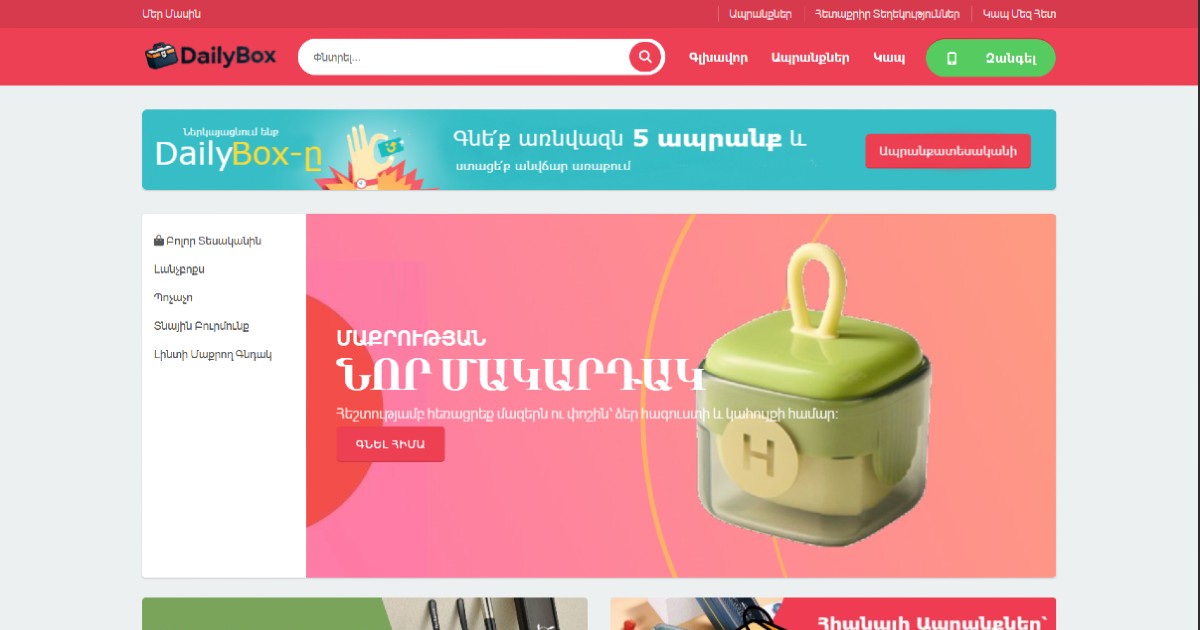 Մեր Մասին
Ապրանքներ
Հետաքրիր Տեղեկություններ
Կապ Մեզ Հետ
DailyBox
Փնտրել...
Գլխավոր
Ապրանքներ
Կապ
Զանգել
Ներկայացնում ենք
DailyBox-ը
Գնե՛ք առնվազն 5 ապրանք և
ստացե՛ք անվճար առաքում
Ապրանքատեսականի
Բոլոր Տեսականին
Լանչբոքս
Պոչաչո
Տնային Բուրմունք
Լինտի Մաքրող Գնդակ
ՄԱՔՐՈՒԹՅԱՆ
ՆՈՐ ՄԱԿԱՐԴԱԿ
Հեշտությամբ հեռացրեք մազերն ու փոշին՝ ձեր հագուստի և կահույքի համար։
ԳՆԵԼ ՀԻՄԱ
H
Հիանալի Ապրանքներ՝